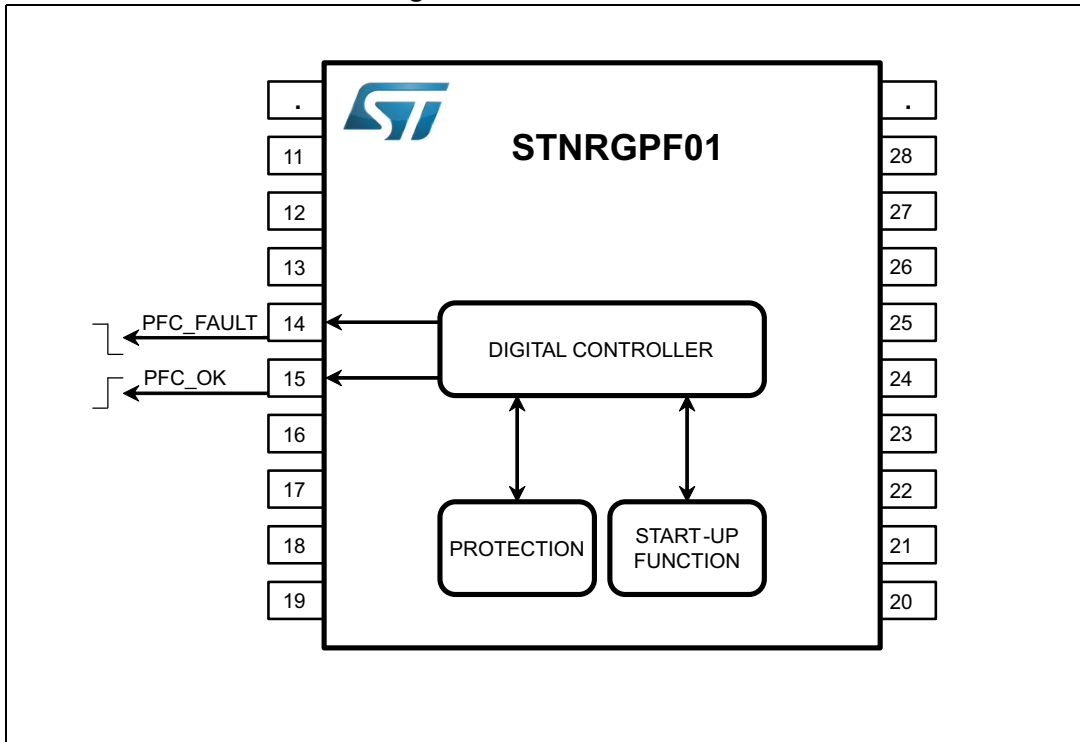 ST
STNRGPF01
.
11
12
13
14
15
16
17
18
19
.
28
27
26
25
24
23
22
21
20
PFC_FAULT
PFC_OK
DIGITAL CONTROLLER
PROTECTION
START-UP
FUNCTION